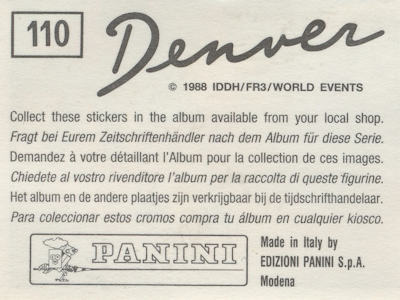 110
Denver
© 1988 IDDH/FR3/WORLD EVENTS
Collect these stickers in the album available from your local shop.
Fragt bei Eurem Zeitschriftenhändler nach dem Album für diese Serie.
Demandez à votre détaillant l'Album pour la collection de ces images.
Chiedete al vostro rivenditore l'album per la raccolta di queste figurine.
Het album en de andere plaatjes zijn verkrijgbaar bij de tijdschrifthandelaar.
Para coleccionar estos cromos compra tu álbum en cualquier kiosco.
PANINI
Made in Italy by
EDIZIONI PANINI S.p.A.
Modena